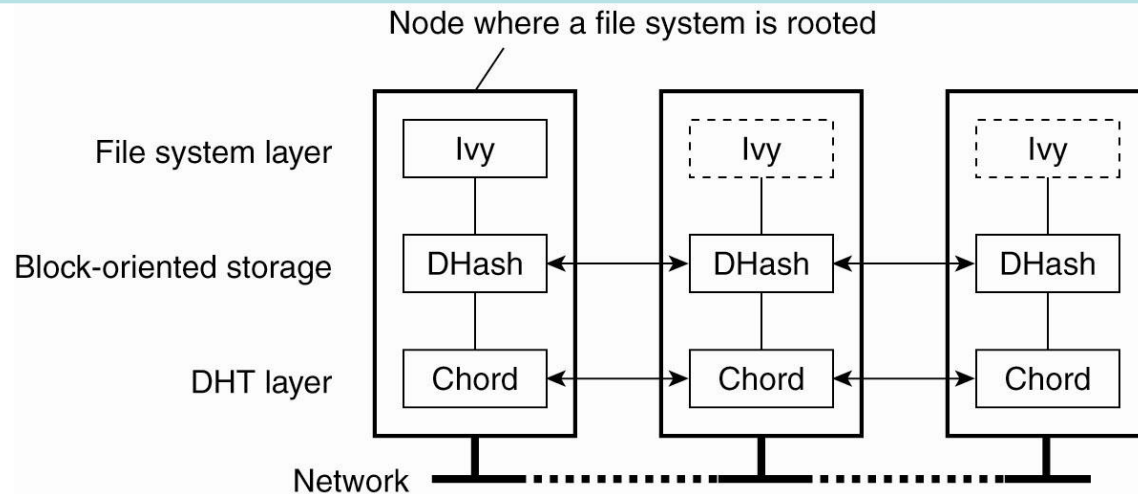 Node where a file system is rooted
File system layer Ivy Ivy Ivy
Block-oriented storage DHash DHash DHash
DHT layer Chord Chord Chord
Network